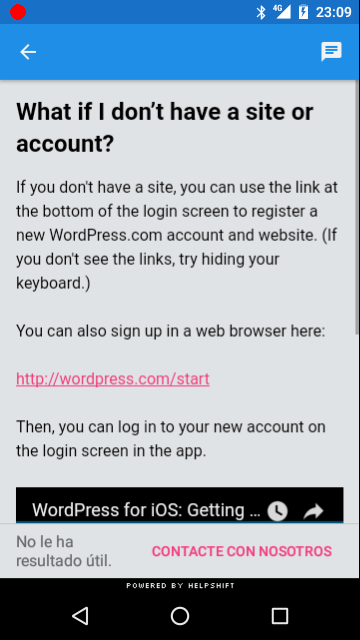 4G 23:09
What if I don’t have a site or
account?
If you don't have a site, you can use the link at
the bottom of the login screen to register a
new WordPress.com account and website. (If
you don't see the links, try hiding your
keyboard.)
You can also sign up in a web browser here:
http://wordpress.com/start
Then, you can log in to your new account on
the login screen in the app.
WordPress for iOS: Getting ...
No le ha
resultado útil.
CONTACTE CON NOSOTROS
POWERED BY HELPSHIFT